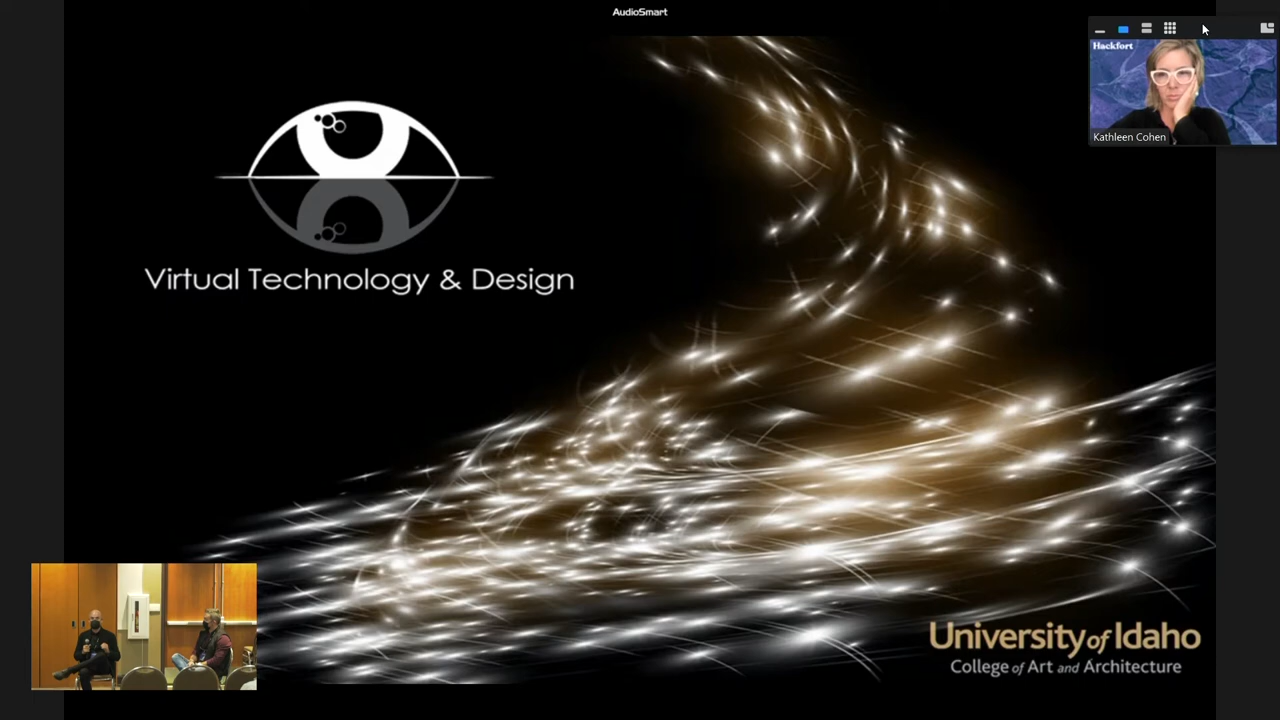 AudioSmart
Hackfort
Kathleen Cohen
Virtual Technology & Design
University of Idaho
College of Art and Architecture